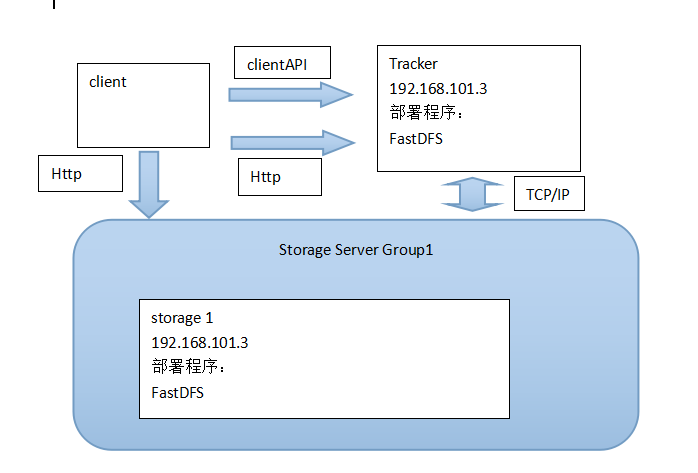 clientAPI
client
Tracker
192.168.101.3
部署程序：
FastDFS
Http
Http
TCP/IP
Storage Server Group1
storage 1
192.168.101.3
部署程序：
FastDFS